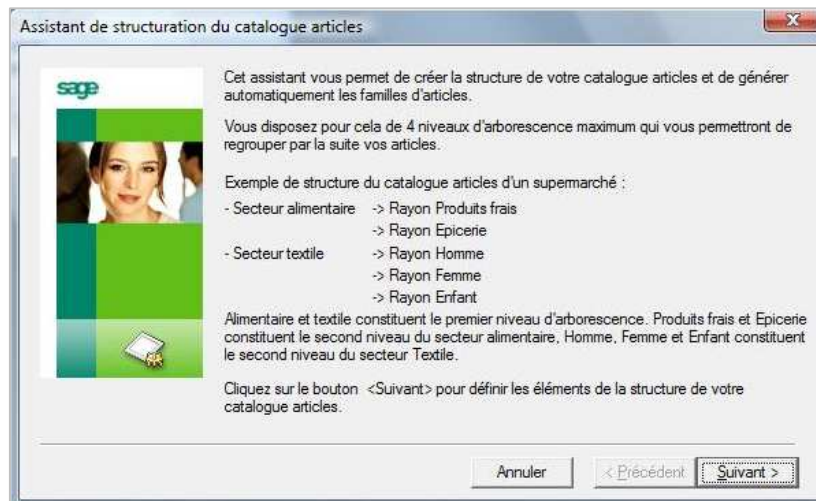 Assistant de structuration du catalogue articles
sage
Cet assistant vous permet de créer la structure de votre catalogue articles et de générer
automatiquement les familles d'articles.
Vous disposez pour cela de 4 niveaux d'arborescence maximum qui vous permettront de
regrouper par la suite vos articles.
Exemple de structure du catalogue articles d'un supermarché :
- Secteur alimentaire -> Rayon Produits frais
-> Rayon Epicerie
- Secteur textile -> Rayon Homme
-> Rayon Femme
-> Rayon Enfant
Alimentaire et textile constituent le premier niveau d'arborescence. Produits frais et Epicerie
constituent le second niveau du secteur alimentaire, Homme, Femme et Enfant constituent
le second niveau du secteur Textile.
Cliquez sur le bouton <Suivant> pour définir les éléments de la structure de votre
catalogue articles.
Annuler < Précédent Suivant >